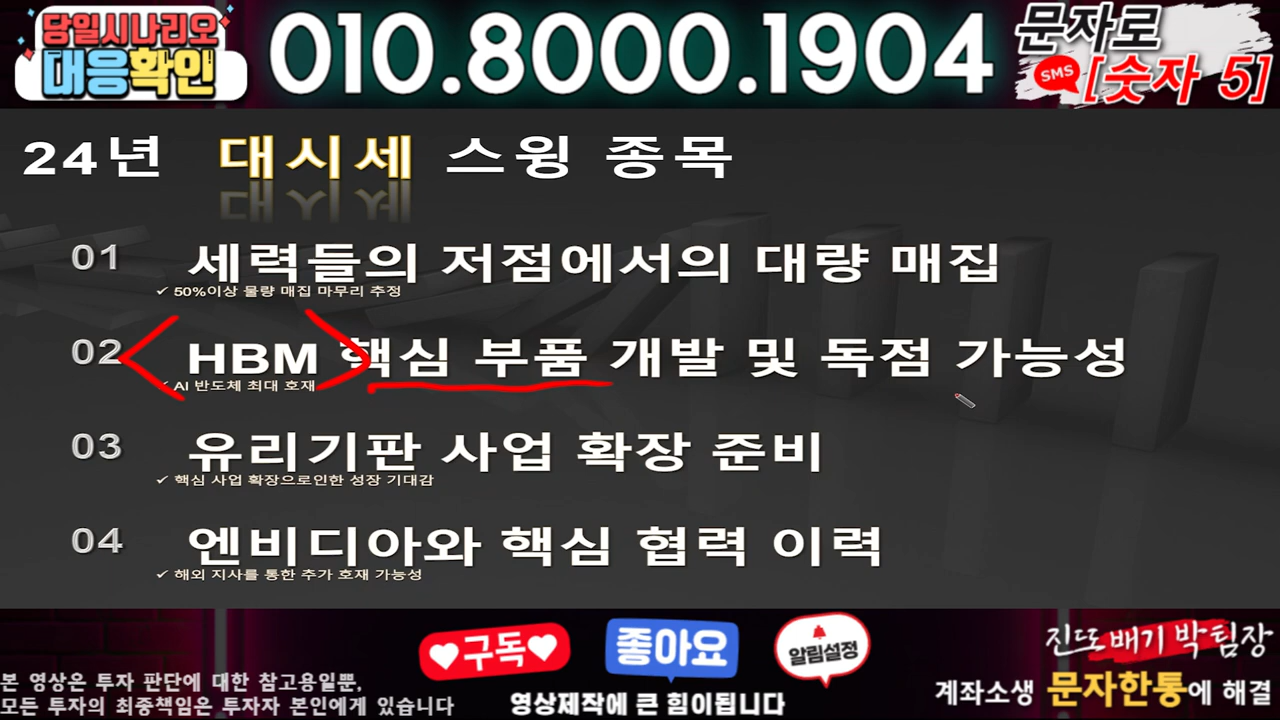 당일시나리오
대응확인
010.8000.1904
문자로
SMS
[숫자 5]
24년 대시세 스윙 종목
01 세력들의 저점에서의 대량 매집
✓ 50%이상 물량 매집 마무리 추정
02 HBM 핵심 부품 개발 및 독점 가능성
✓ AI 반도체 최대 호재
03 유리기판 사업 확장 준비
✓ 핵심 사업 확장으로인한 성장 기대감
04 엔비디아와 핵심 협력 이력
✓ 해외 지사를 통한 추가 호재 가능성
구독
좋아요
알림설정
영상제작에 큰 힘이됩니다
본 영상은 투자 판단에 대한 참고용일뿐,
모든 투자의 최종책임은 투자자 본인에게 있습니다
진또배기 박팀장
계좌소생 문자한통에 해결